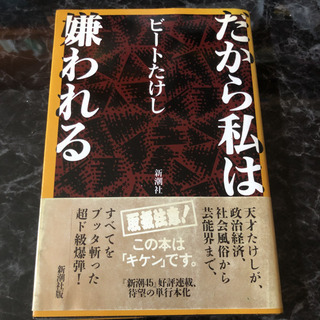 だから私は
嫌われる
ビートたけし
新潮社
天才たけしが、
政治経済、
社会風俗から
芸能界まで、
取扱注意!
この本は
「キケン」です。
「新潮45」好評連載、
待望の単行本化
すべてを
ブッタ斬った
超ド級爆弾!
新潮社版